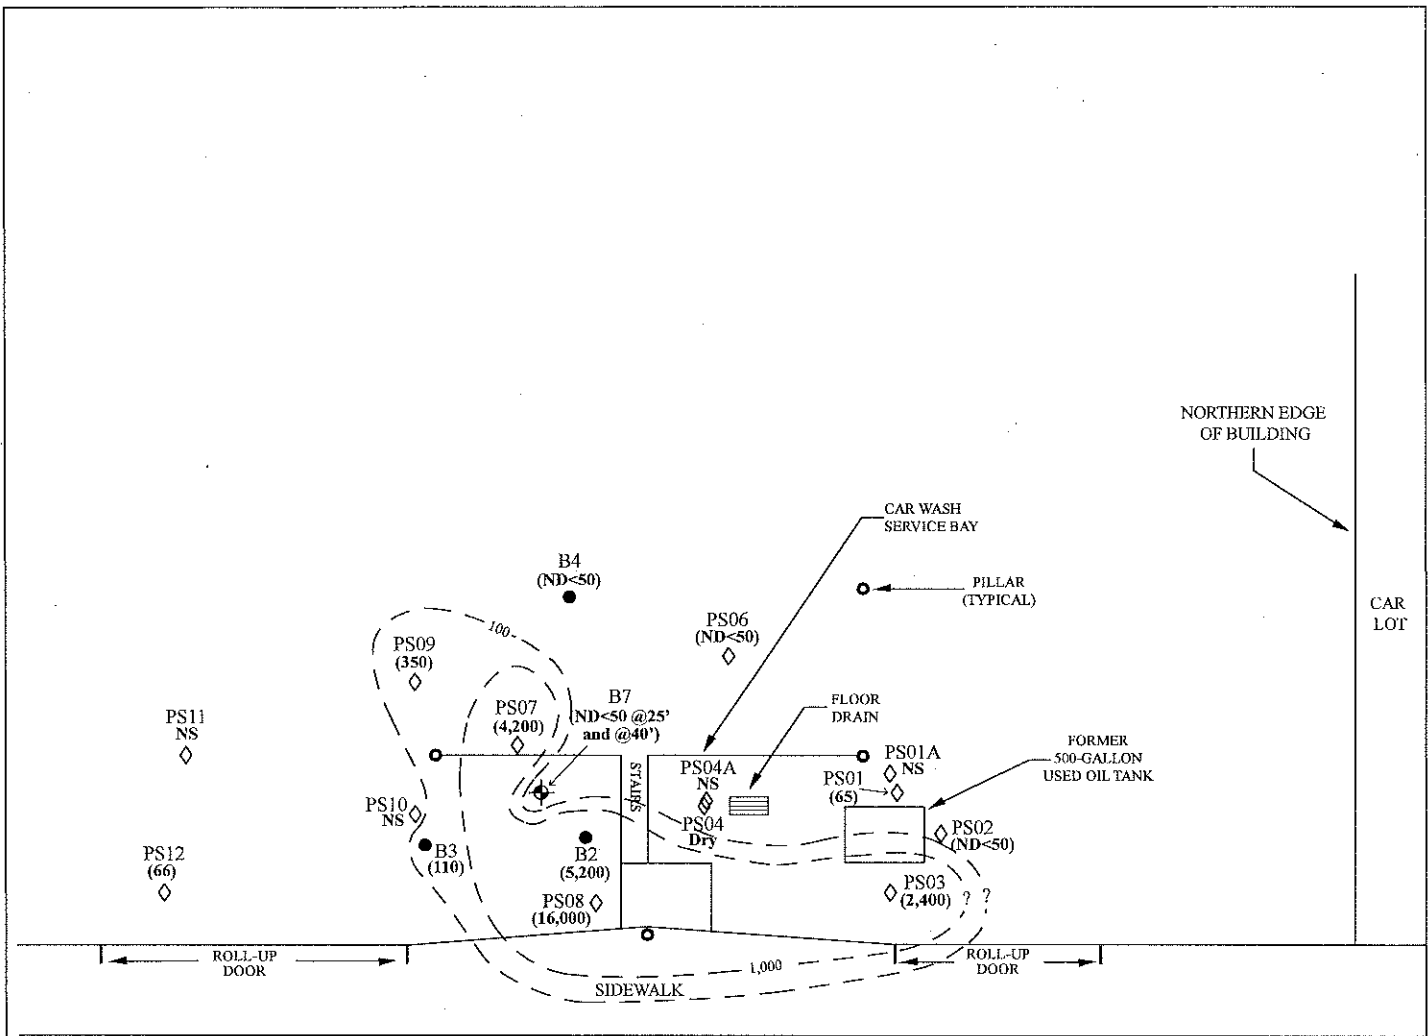 NORTHERN EDGE
OF BUILDING
CAR WASH
SERVICE BAY
B4
(ND<50)
PILLAR
(TYPICAL)
CAR
LOT
100
PS06
(ND<50)
PS09
(350)
B7
(ND<50 @25'
and @40')
PS07
(4,200)
FLOOR
DRAIN
PS11
NS
FORMER
500-GALLON
USED OIL TANK
STAIRS
PS04A
NS
PS01A
NS
PS01
(65)
PS10
NS
PS04
Dry
PS02
(ND<50)
B3
(110)
B2
(5,200)
PS12
(66)
PS03
(2,400)
? ?
PS08
(16,000)
ROLL-UP
DOOR
1,000
ROLL-UP
DOOR
SIDEWALK